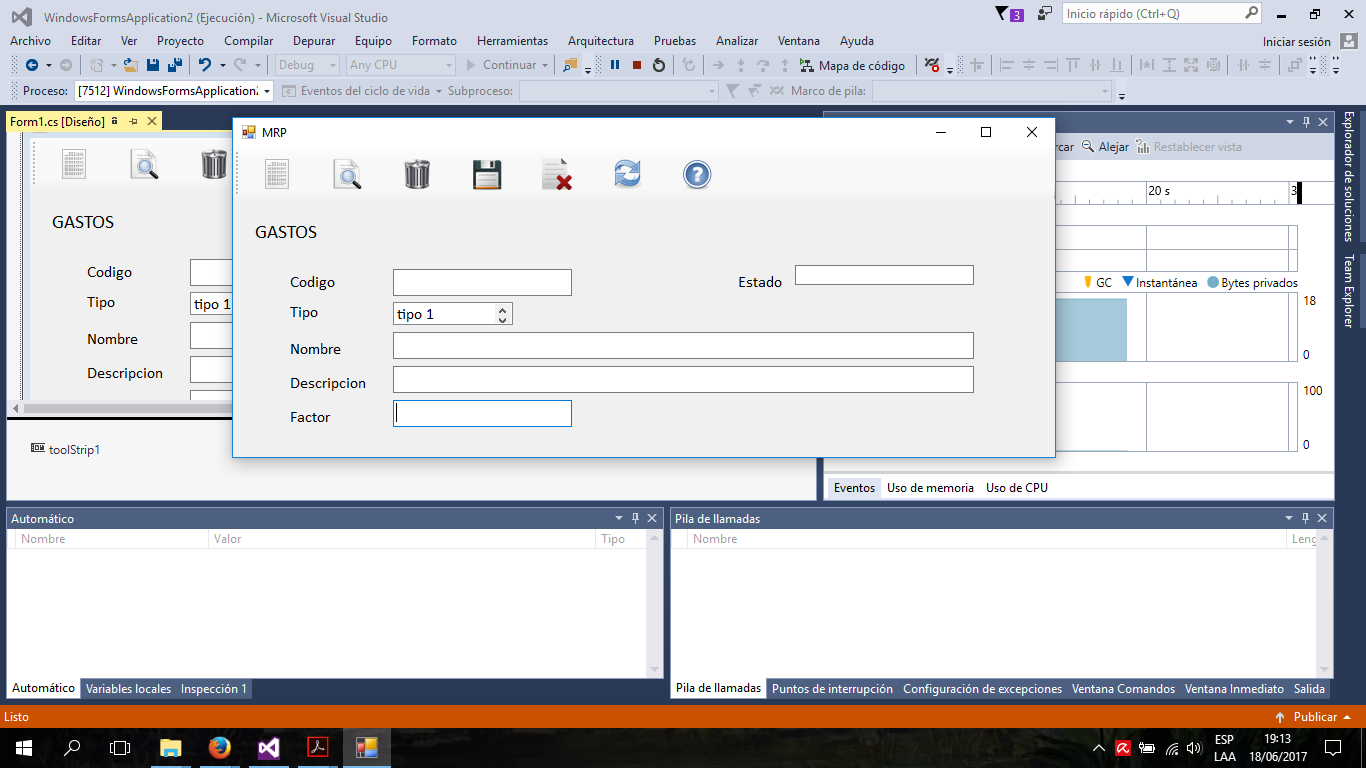 WindowsFormsApplication2 (Ejecución) - Microsoft Visual Studio
3
Inicio rápido (Ctrl+Q)
Archivo Editar Ver Proyecto Compilar Depurar Equipo Formato Herramientas Arquitectura Pruebas Analizar Ventana Ayuda
Iniciar sesión
Debug Any CPU Continuar Mapa de código
Proceso: [7512] WindowsFormsApplication2 Eventos del ciclo de vida Subproceso: Marco de pila:
Form1.cs [Diseño]
GASTOS
Codigo
Tipo tipo 1
Nombre
Descripcion
toolStrip1
MRP
GASTOS
Codigo
Estado
Tipo tipo 1
Nombre
Descripcion
Factor
Alejar Restablecer vista
20 s 3
GC Instantánea Bytes privados
18
0
100
0
Eventos Uso de memoria Uso de CPU
Explorador de soluciones
Team Explorer
Automático
Nombre Valor Tipo
Automático Variables locales Inspección 1
Pila de llamadas
Nombre Leng
Pila de llamadas Puntos de interrupción Configuración de excepciones Ventana Comandos Ventana Inmediato Salida
Listo
Publicar
ESP
LAA
19:13
18/06/2017